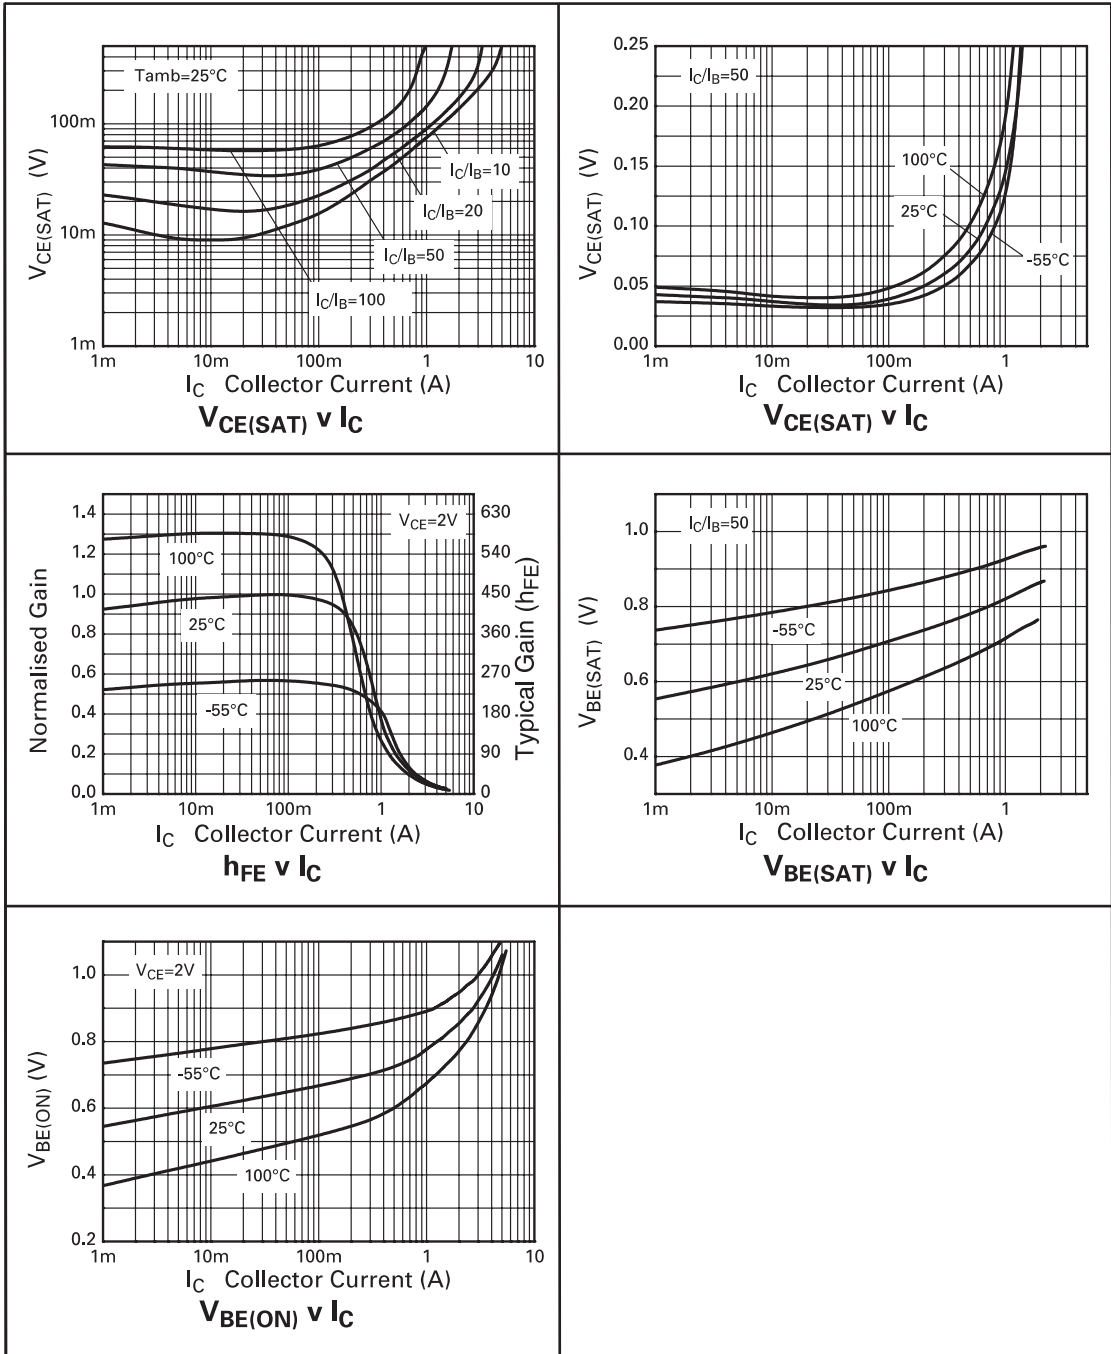 Tamb=25°C
100m
10m
1m
VCE(SAT) (V)
IC/IB=10
IC/IB=20
IC/IB=50
IC/IB=100
1m 10m 100m 1 10
IC Collector Current (A)
VCE(SAT) v IC
IC/IB=50
0.25
0.20
0.15
0.10
0.05
0.00
VCE(SAT) (V)
100°C
25°C
-55°C
1m 10m 100m 1
IC Collector Current (A)
VCE(SAT) v IC
VCE=2V
1.4
1.2
1.0
0.8
0.6
0.4
0.2
0.0
Normalised Gain
100°C
25°C
-55°C
630
540
450
360
270
180
90
0
Typical Gain (hFE)
1m 10m 100m 1 10
IC Collector Current (A)
hFE v IC
IC/IB=50
1.0
0.8
0.6
0.4
VBE(SAT) (V)
-55°C
25°C
100°C
1m 10m 100m 1
IC Collector Current (A)
VBE(SAT) v IC
VCE=2V
1.0
0.8
0.6
0.4
0.2
VBE(ON) (V)
-55°C
25°C
100°C
1m 10m 100m 1 10
IC Collector Current (A)
VBE(ON) v IC